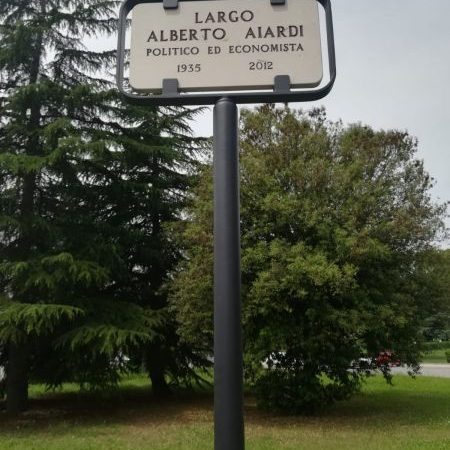 LARGO
ALBERTO AIARDI
POLITICO ED ECONOMISTA
1935 2012